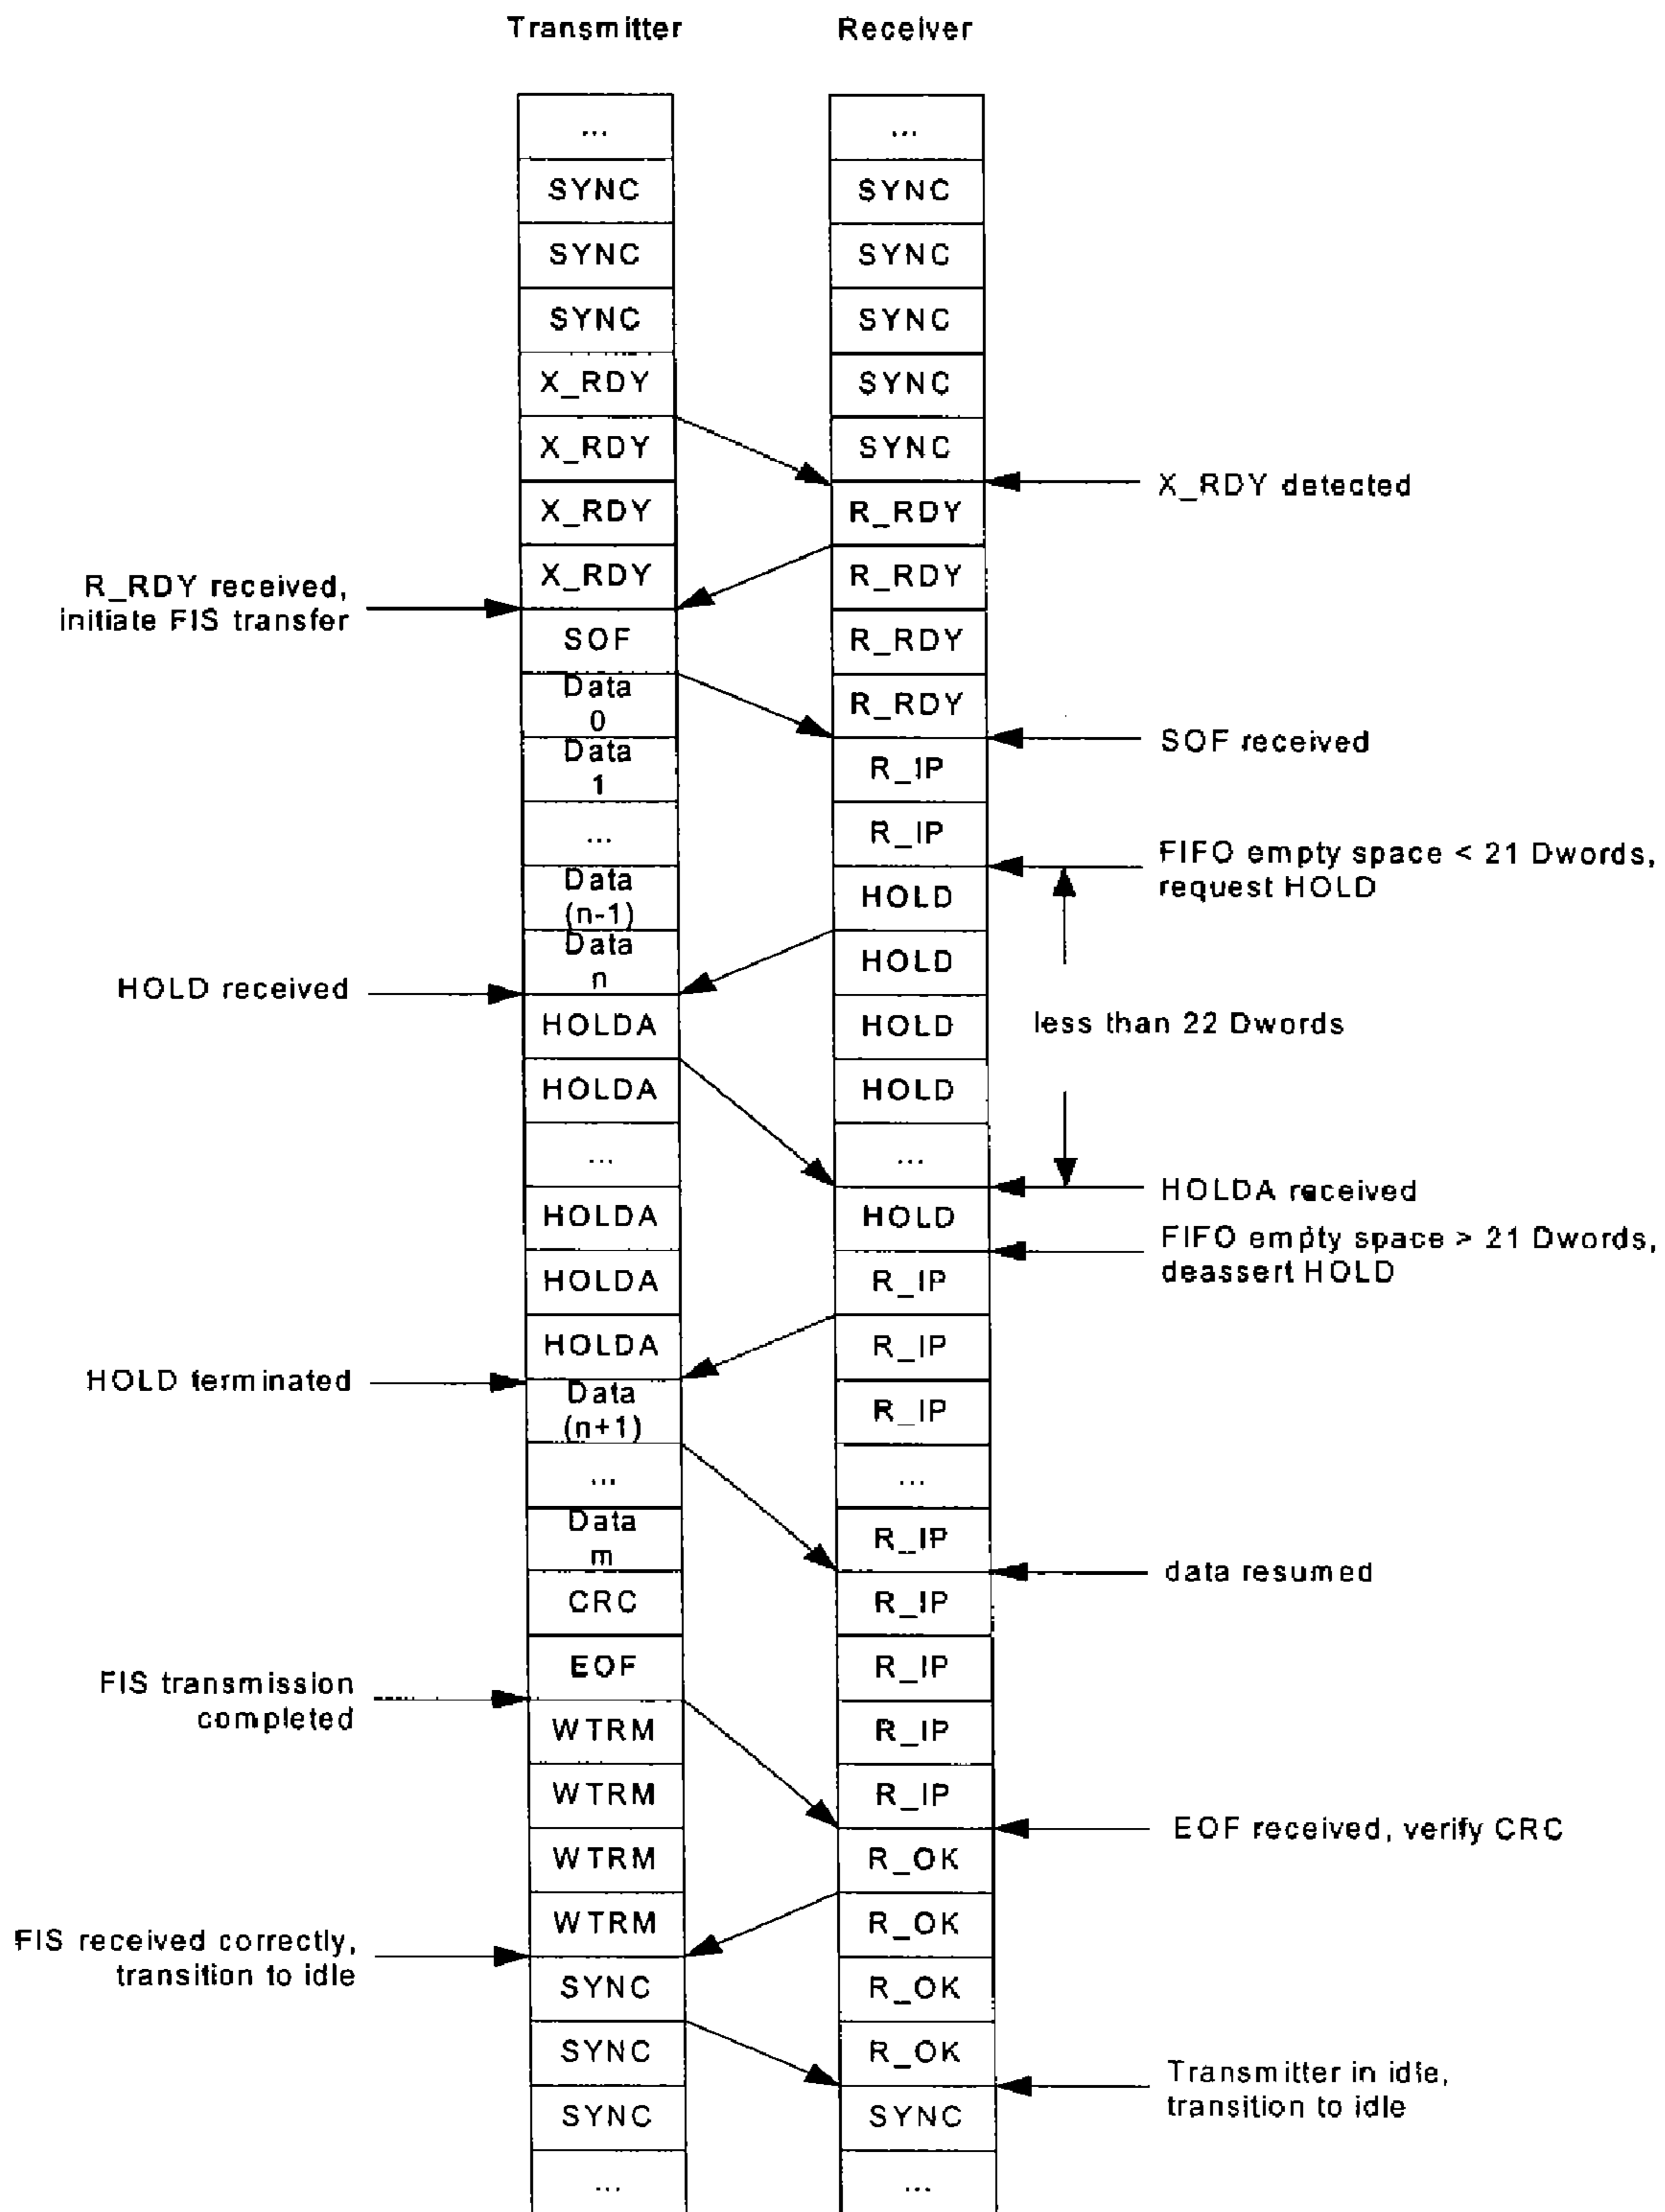 Transmitter Receiver
... ...
SYNC SYNC
SYNC SYNC
SYNC SYNC
X_RDY SYNC
X_RDY SYNC
X_RDY detected
X_RDY R_RDY
X_RDY R_RDY
R_RDY received,
initiate FIS transfer
SOF R_RDY
Data
0
R_RDY
SOF received
Data
1
R_IP
... R_IP
FIFO empty space < 21 Dwords,
request HOLD
Data
(n-1)
HOLD
Data
n
HOLD
HOLD received
HOLDA HOLD
less than 22 Dwords
HOLDA HOLD
... ...
HOLDA received
HOLDA HOLD
FIFO empty space > 21 Dwords,
deassert HOLD
HOLDA R_IP
HOLDA R_IP
HOLD terminated
Data
(n+1)
R_IP
... ...
Data
m
R_IP
data resumed
CRC R_IP
EOF R_IP
FIS transmission
completed
WTRM R_IP
WTRM R_IP
EOF received, verify CRC
WTRM R_OK
WTRM R_OK
FIS received correctly,
transition to idle
SYNC R_OK
SYNC R_OK
Transmitter in idle,
transition to idle
SYNC SYNC
... ...